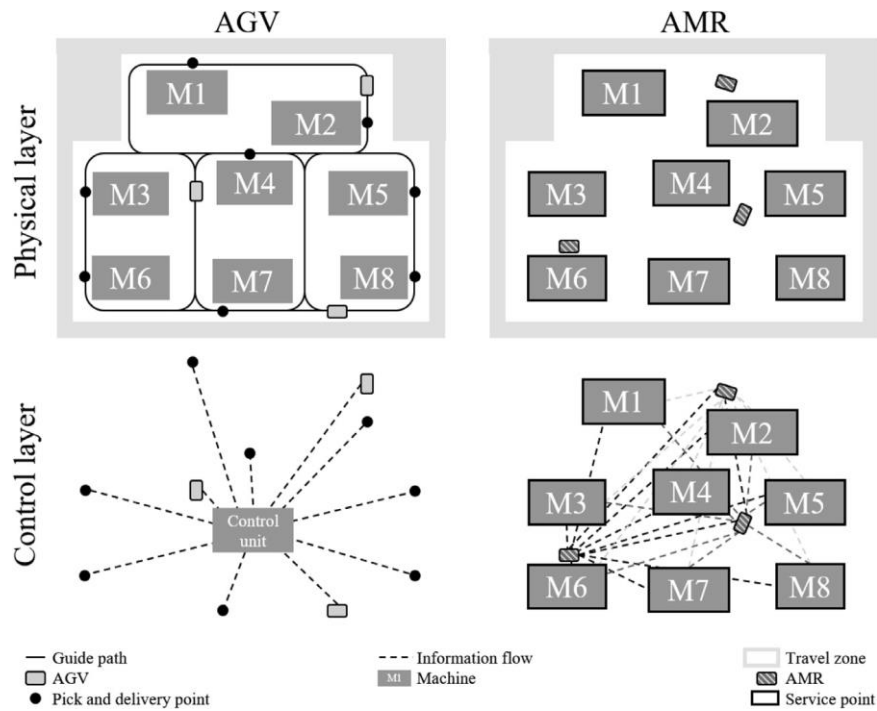 AGV
AMR
Physical layer
M1
M2
M3
M4
M5
M6
M7
M8
M1
M2
M3
M4
M5
M6
M7
M8
Control layer
Control
unit
M1
M2
M3
M4
M5
M6
M7
M8
Guide path
Information flow
Travel zone
AGV
M1 Machine
AMR
Pick and delivery point
Service point